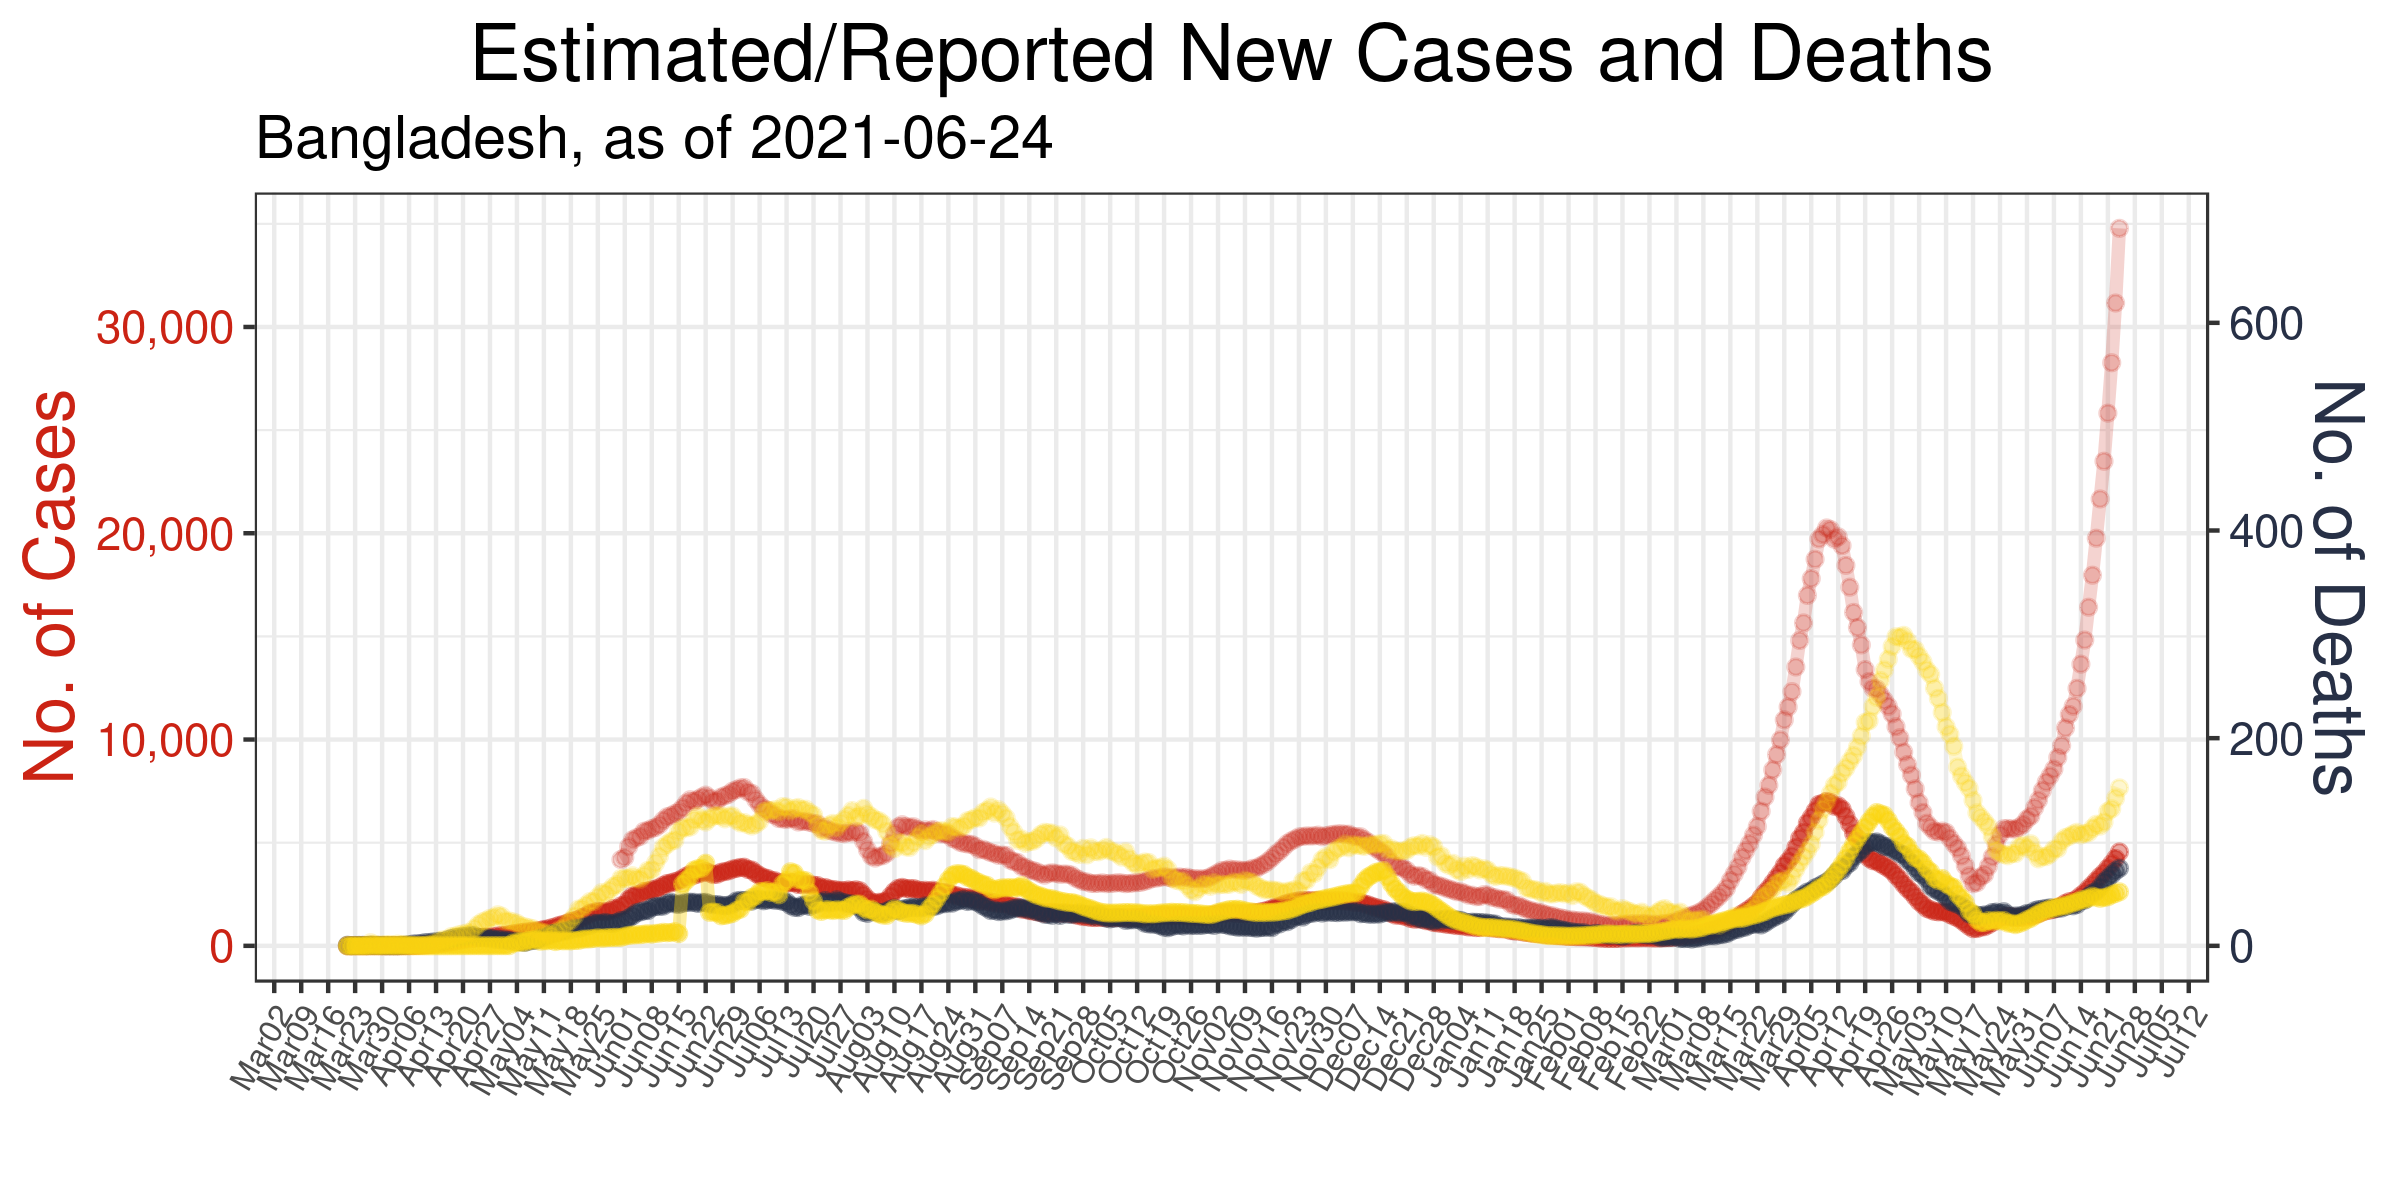 Estimated/Reported New Cases and Deaths
Bangladesh, as of 2021-06-24
No. of Cases
30,000
20,000
10,000
0
600
400
200
0
No. of Deaths
Mar02
Mar09
Mar16
Mar23
Mar30
Apr06
Apr13
Apr20
Apr27
May04
May11
May18
May25
Jun01
Jun08
Jun15
Jun22
Jun29
Jul06
Jul13
Jul20
Jul27
Aug03
Aug10
Aug17
Aug24
Aug31
Sep07
Sep14
Sep21
Sep28
Oct05
Oct12
Oct19
Oct26
Nov02
Nov09
Nov16
Nov23
Nov30
Dec07
Dec14
Dec21
Dec28
Jan04
Jan11
Jan18
Jan25
Feb01
Feb08
Feb15
Feb22
Mar01
Mar08
Mar15
Mar22
Mar29
Apr05
Apr12
Apr19
Apr26
May03
May10
May17
May24
May31
Jun07
Jun14
Jun21
Jun28
Jul05
Jul12